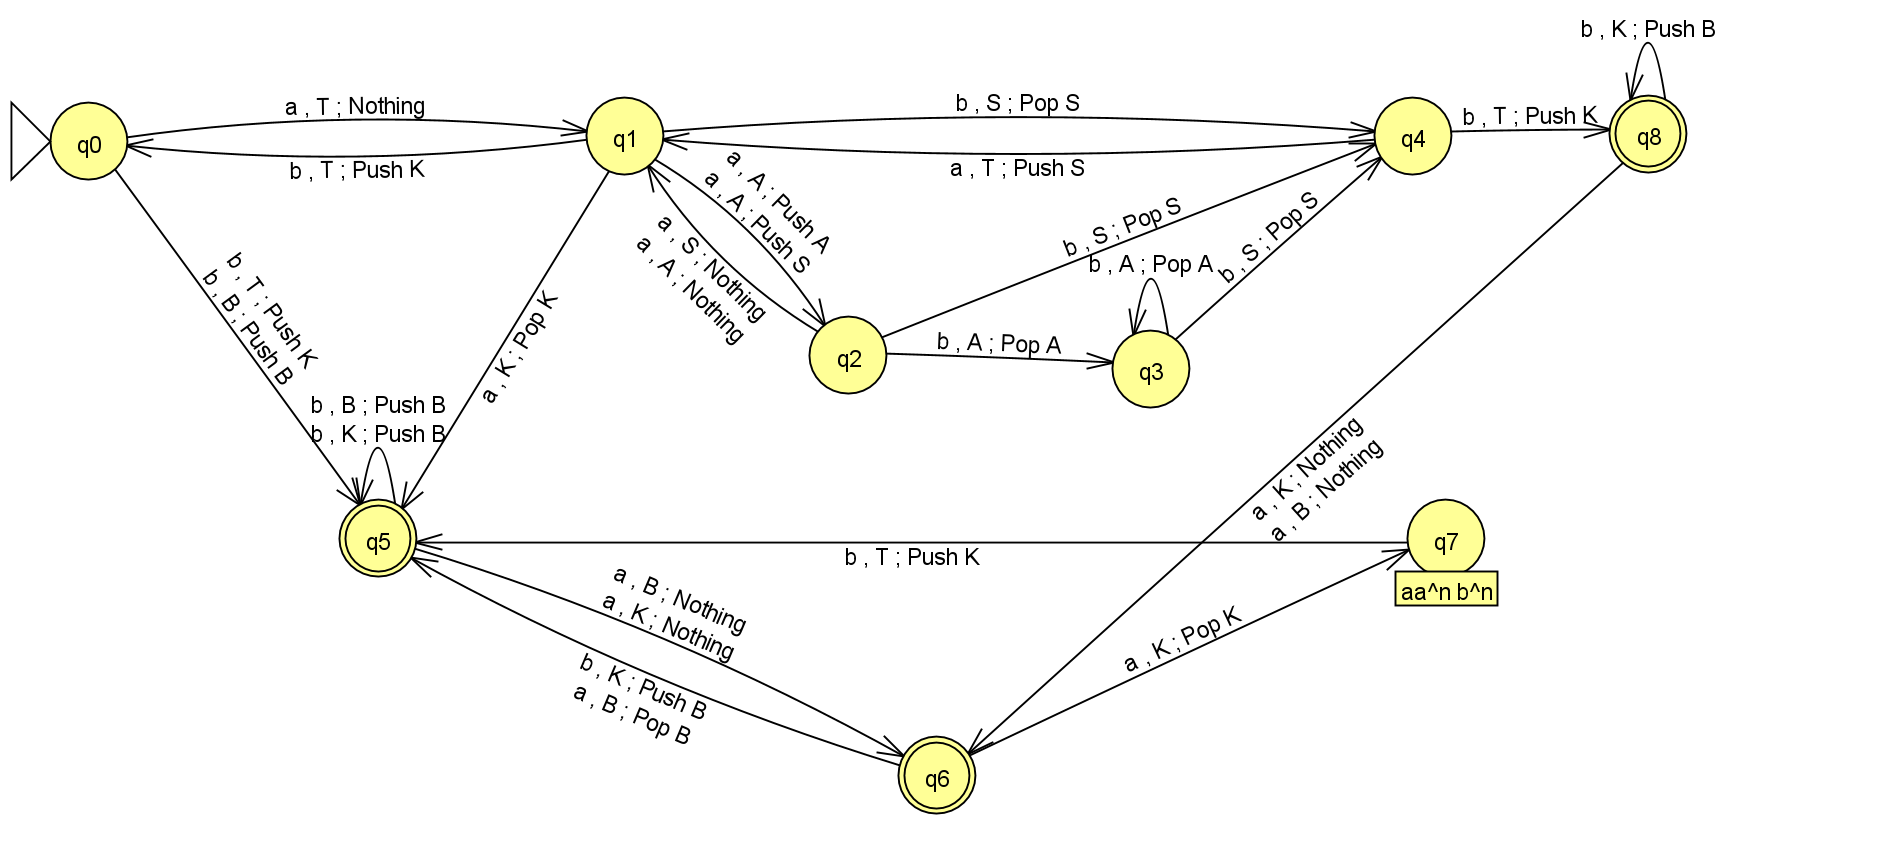 b , K ; Push B
a , T ; Nothing
b , S ; Pop S
b , T ; Push K
q0
q1
q4
q8
b , T ; Push K
a , T ; Push S
a , A ; Push A
a , A ; Push S
b , S ; Pop S
b , S ; Pop S
a , S ; Nothing
a , A ; Nothing
b , A ; Pop A
b , T ; Push K
b , B ; Push B
a , K ; Pop K
b , A ; Pop A
q2
q3
b , B ; Push B
b , K ; Push B
a , K ; Nothing
a , B ; Nothing
q5
q7
b , T ; Push K
aa^n b^n
a , B ; Nothing
a , K ; Nothing
a , K ; Pop K
b , K ; Push B
a , B ; Pop B
q6